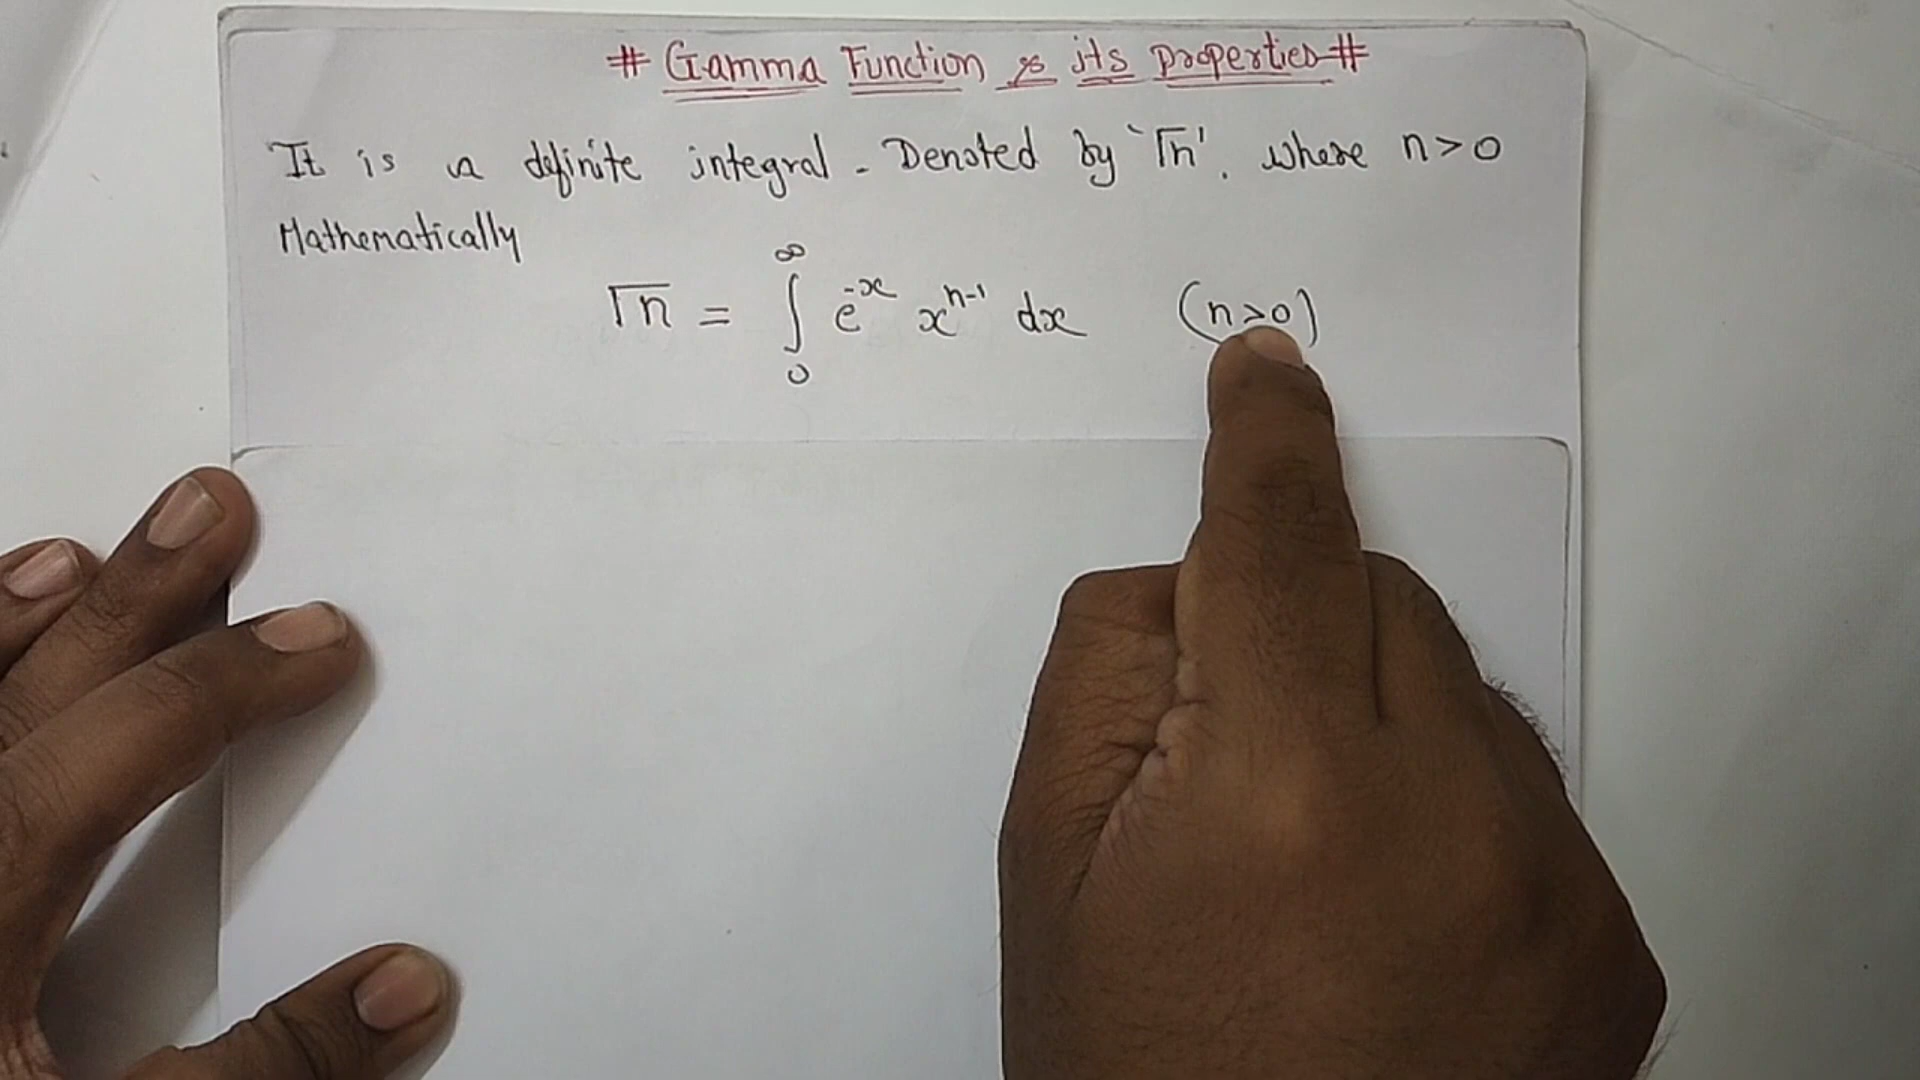 # Gamma Function & its properties #
It is a definite integral. Denoted by 'Γn'. where n>0
Mathematically
Γn = ∫₀^∞ e^-x x^n-1 dx (n>0)